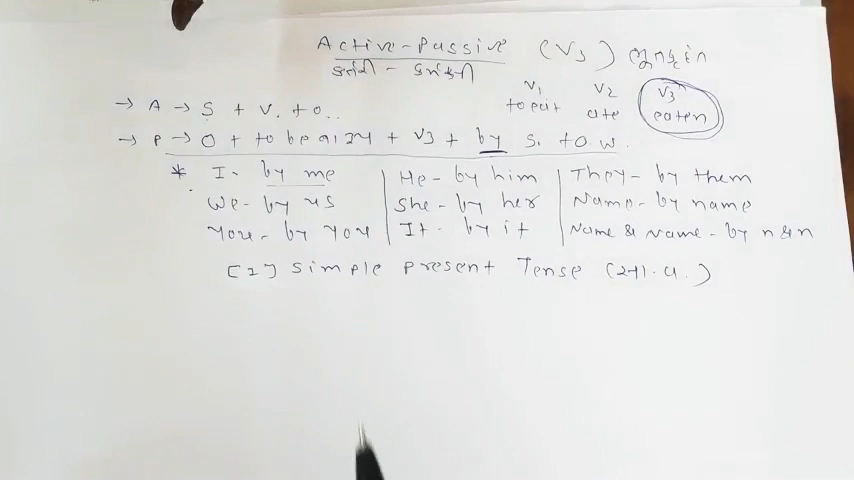 Active-Passive (V3) ભૂતકૃદંત
કર્તરી - કર્મણી
V1 V2 V3
to eat ate eaten
→ A → S + V. + O..
→ P → O + to be નાં રૂપ + V3 + by S. + O.W.
* I - by me He - by him They - by them
We - by us She - by her Name - by name
You - by you It - by it Name & Name - by n&n
[1] Simple Present Tense (સા.વ.)